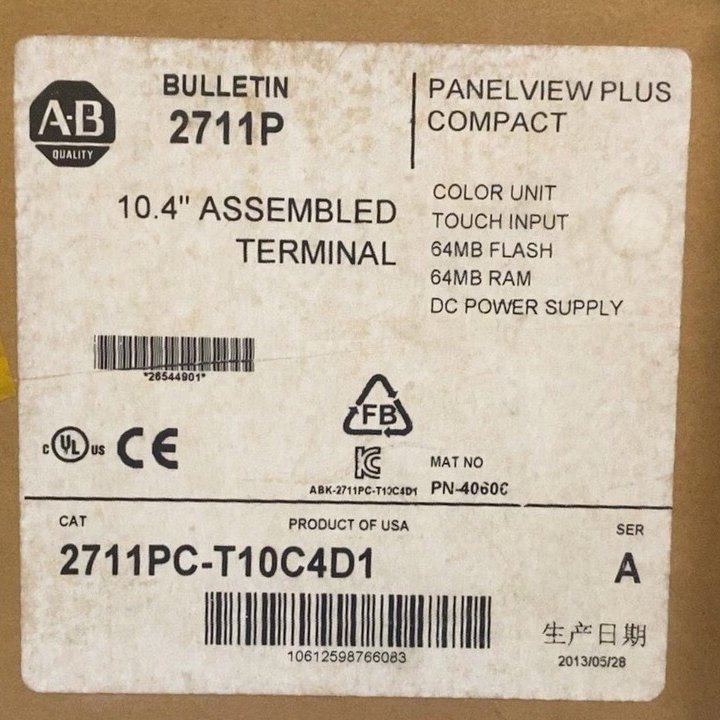 A·B
QUALITY
BULLETIN
2711P
PANELVIEW PLUS
COMPACT
10.4" ASSEMBLED
TERMINAL
COLOR UNIT
TOUCH INPUT
64MB FLASH
64MB RAM
DC POWER SUPPLY
*26544901*
FB
C UL US CE
KC
ABK-2711PC-T10C4D1
MAT NO
PN-40606
CAT
PRODUCT OF USA
SER
2711PC-T10C4D1
A
10612598766083
生产日期
2013/05/28